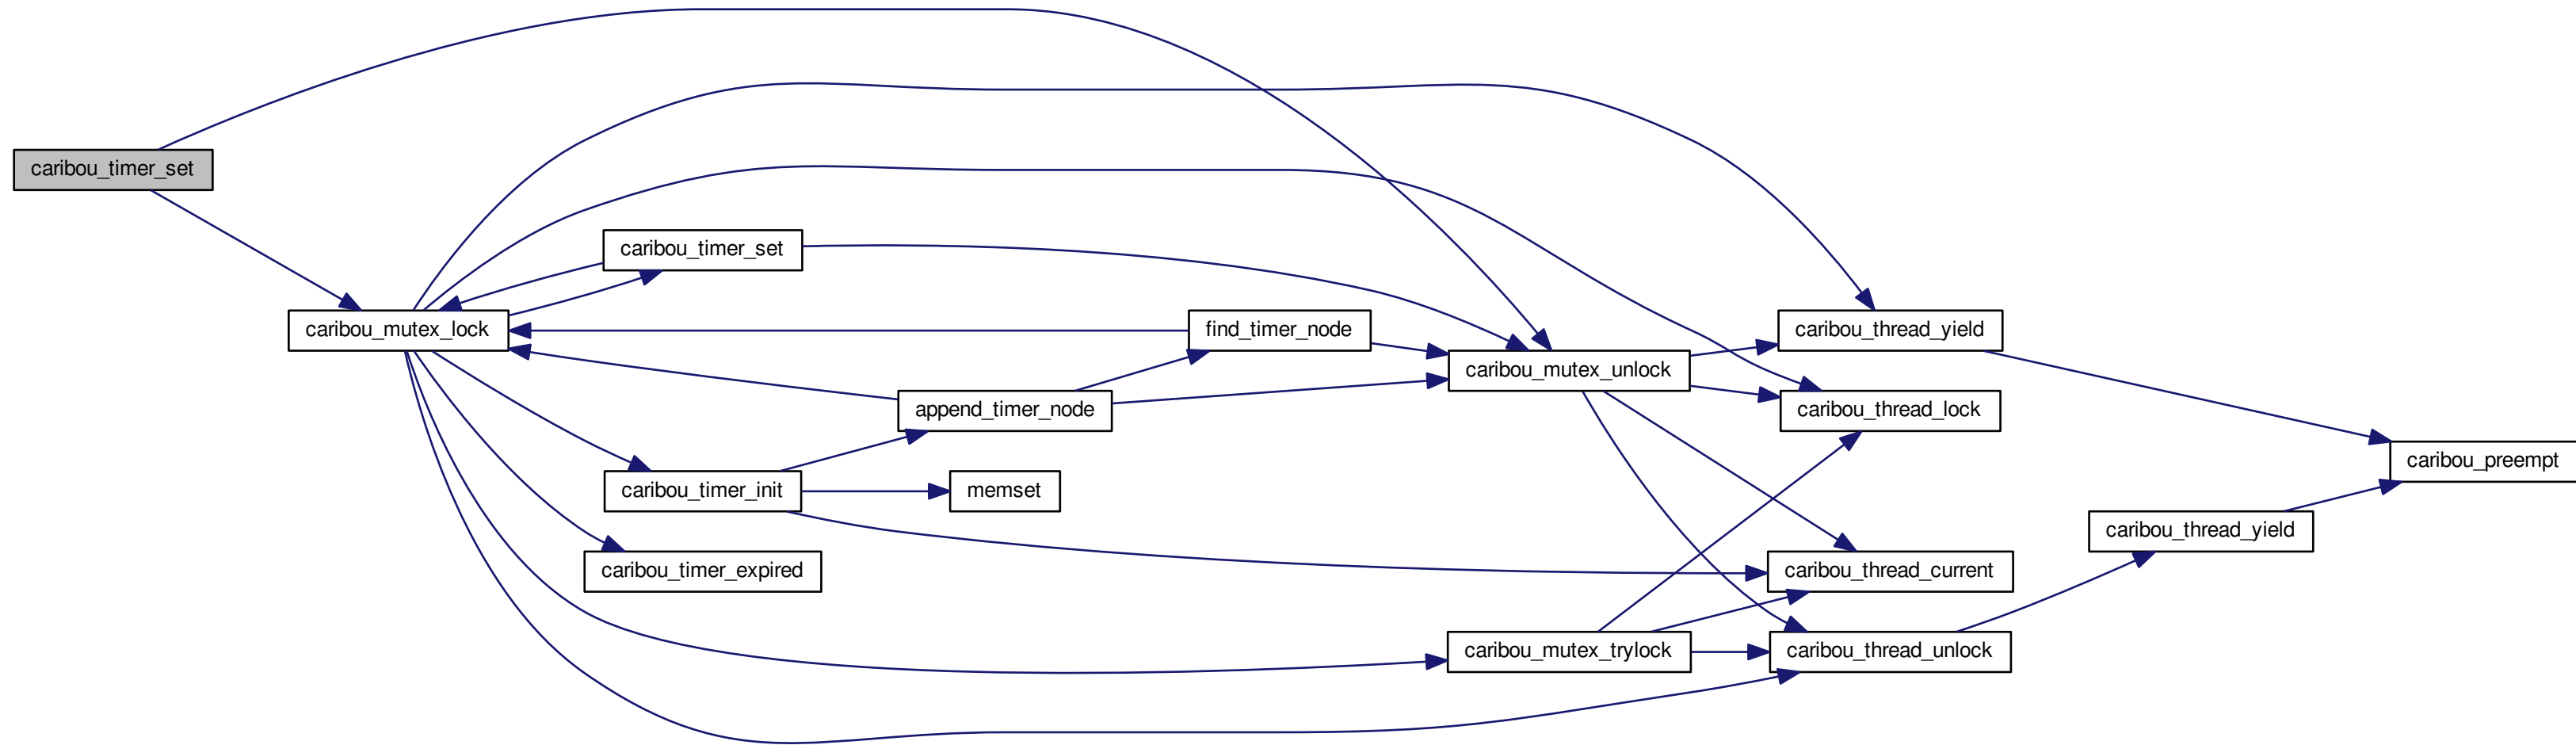 caribou_timer_set
caribou_timer_set
caribou_mutex_lock
find_timer_node
caribou_thread_yield
caribou_mutex_unlock
append_timer_node
caribou_thread_lock
caribou_preempt
caribou_timer_init
memset
caribou_thread_yield
caribou_timer_expired
caribou_thread_current
caribou_mutex_trylock
caribou_thread_unlock